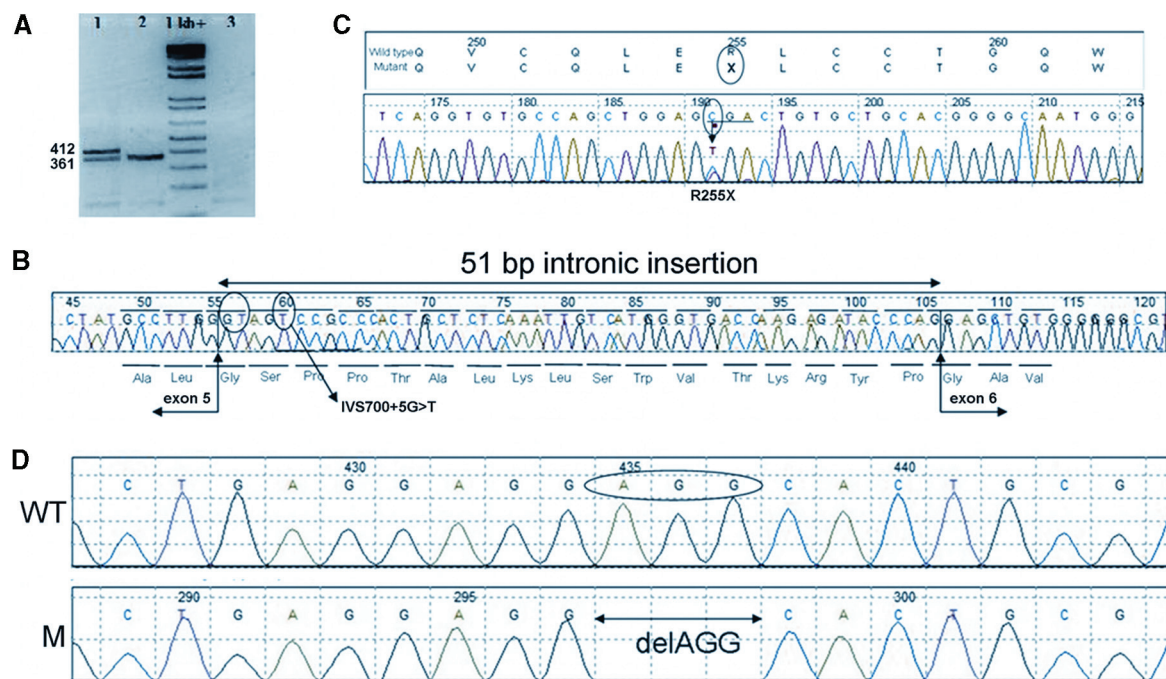 A
1 2 1 kb+ 3
412
361
B
51 bp intronic insertion
45 50 55 60 65 70 75 80 85 90 95 100 105 110 115 120
Ala Leu Gly Ser Pro Pro Thr Ala Leu Lys Leu Ser Trp Val Thr Lys Arg Tyr Pro Gly Ala Val
exon 5
IVS700+5G>T
exon 6
C
250 255 260
Wild type Q V C Q L E R L C C T G Q W
Mutant Q V C Q L E X L C C T G Q W
175 180 185 190 195 200 205 210 215
T C A G G T G T G C C A G C T G G A G C G A C T G T G C T G C A C G G G G C A A T G G G
T
R255X
D
430 435 440
WT
C T G A G G A G G A G G C A C T G C G
290 295 300
M
C T G A G G A G G C A C T G C G
delAGG